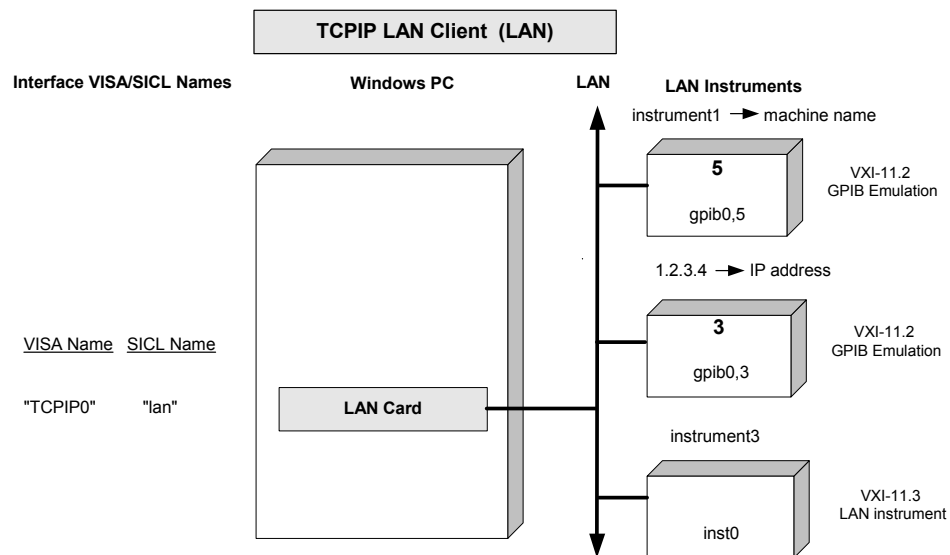 TCPIP LAN Client (LAN)
Interface VISA/SICL Names
Windows PC
LAN
LAN Instruments
instrument1 → machine name
5
gpib0,5
VXI-11.2
GPIB Emulation
1.2.3.4 → IP address
3
gpib0,3
VXI-11.2
GPIB Emulation
VISA Name SICL Name
"TCPIP0" "lan"
LAN Card
instrument3
inst0
VXI-11.3
LAN instrument